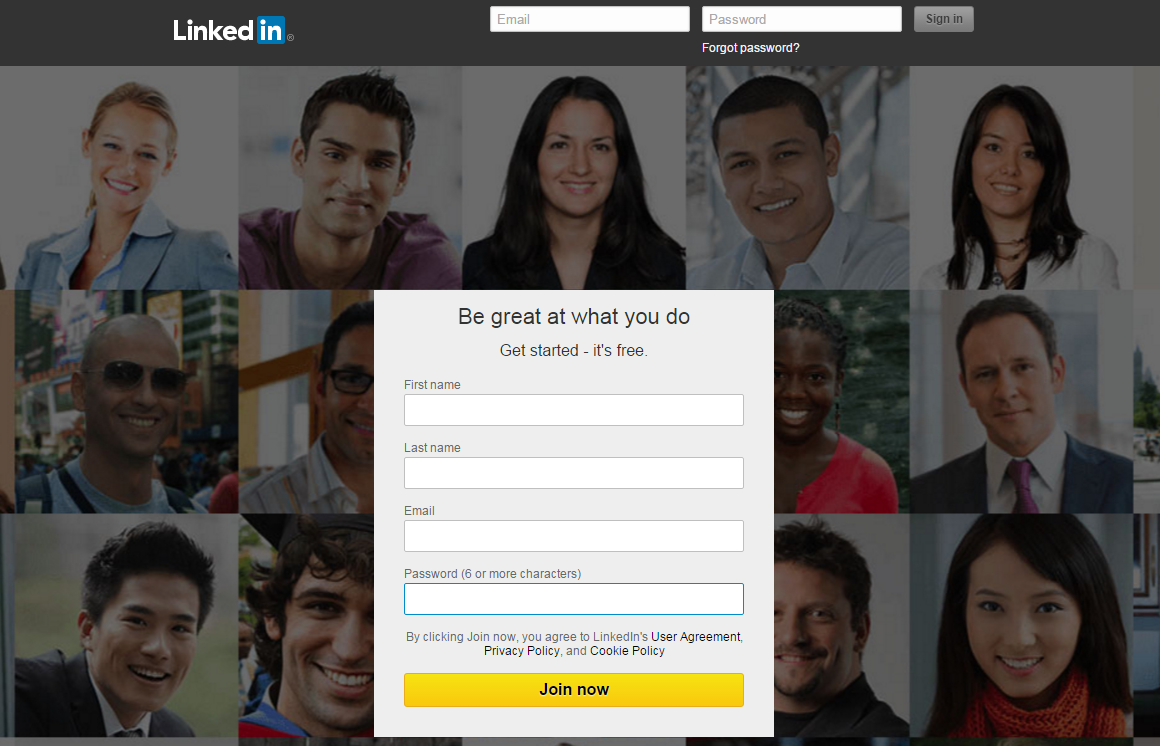 Linked in ®
Email
Password
Sign in
Forgot password?
Be great at what you do
Get started - it's free.
First name
Last name
Email
Password (6 or more characters)
By clicking Join now, you agree to LinkedIn's User Agreement,
Privacy Policy, and Cookie Policy
Join now